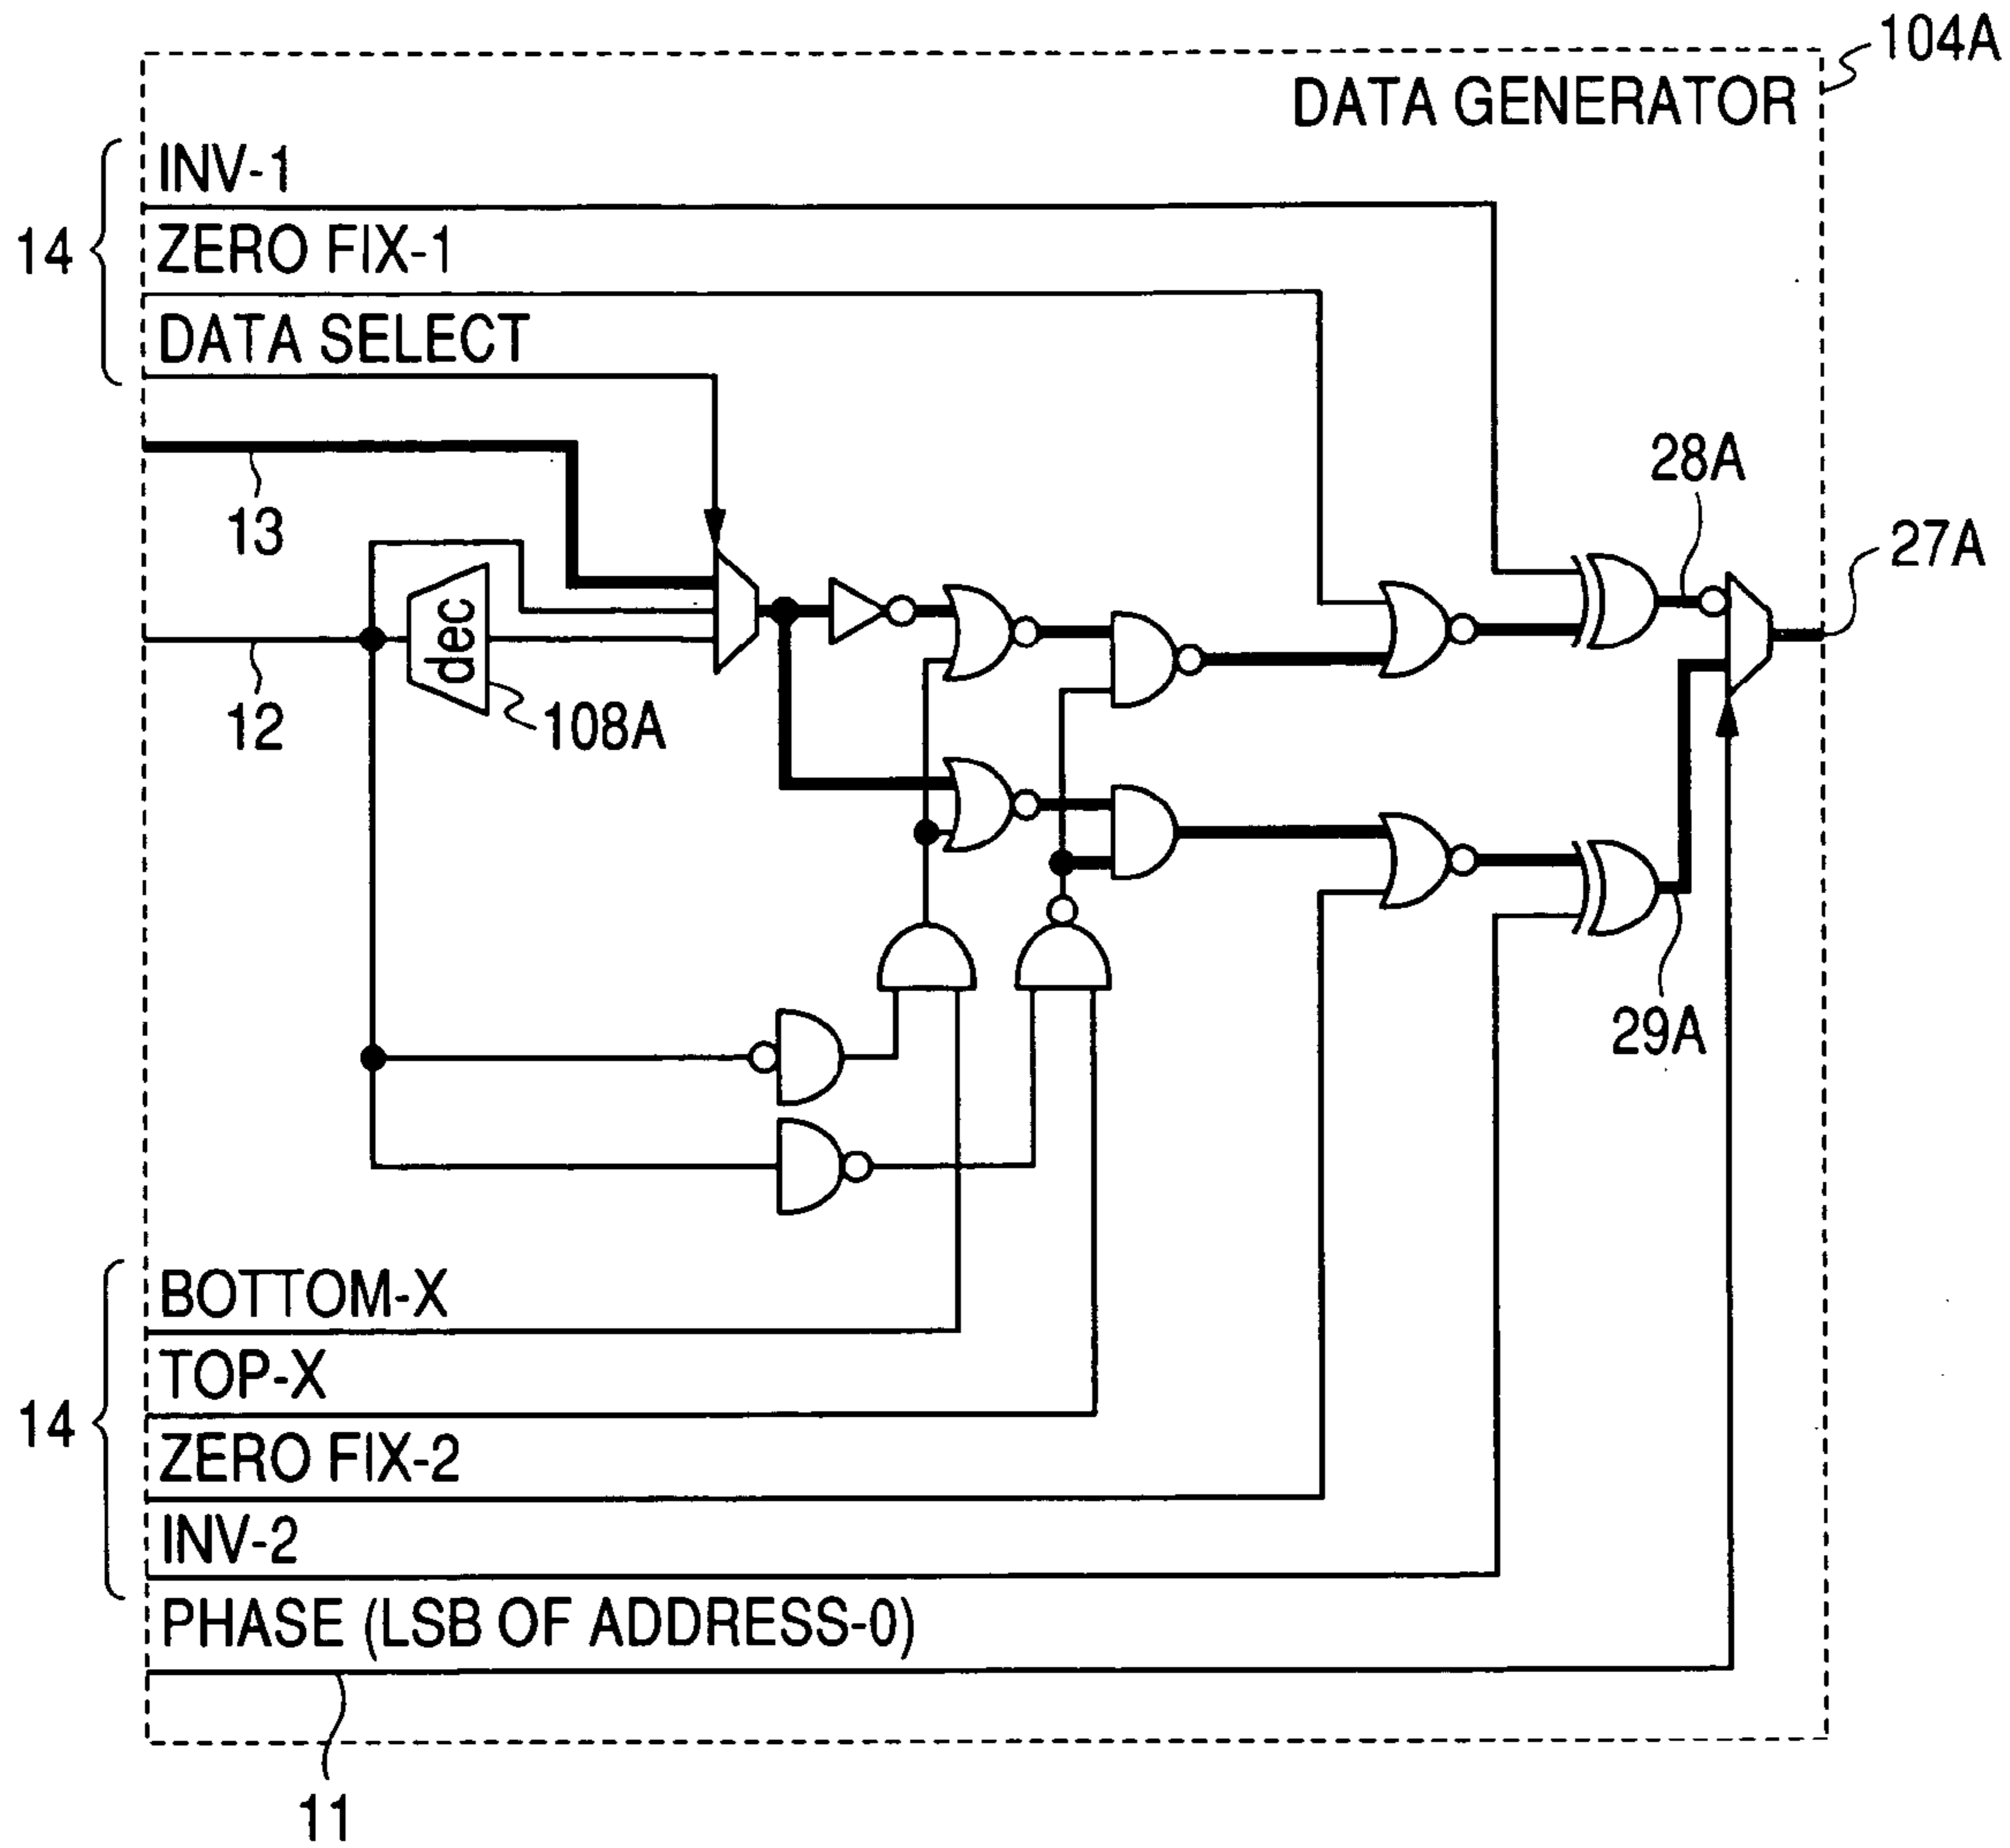 104A
DATA GENERATOR
14
INV-1
ZERO FIX-1
DATA SELECT
13
12
dec
108A
28A
27A
29A
14
BOTTOM-X
TOP-X
ZERO FIX-2
INV-2
PHASE (LSB OF ADDRESS-0)
11